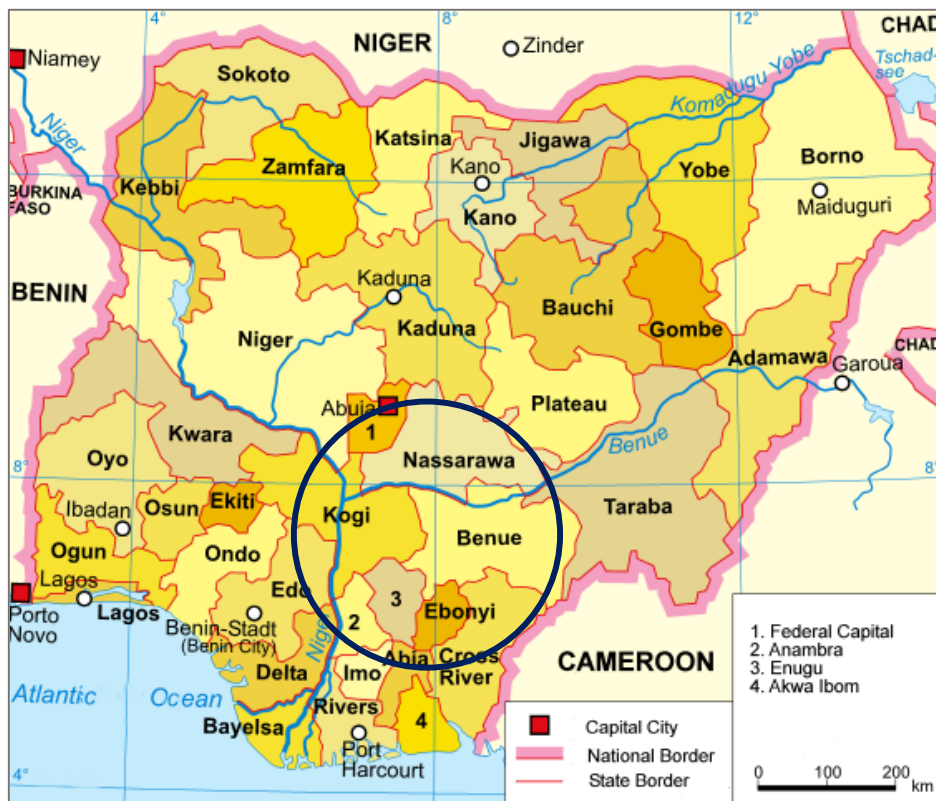 4°
8°
12°
CHAD
NIGER
Zinder
Niamey
Tschad-
see
Sokoto
Komadugu Yobe
Niger
Katsina
Jigawa
Zamfara
Kano
Yobe
Borno
Kebbi
BURKINA
FASO
Kano
Maiduguri
Kaduna
BENIN
Bauchi
Niger
Kaduna
Gombe
CHAD
Adamawa
Garoua
Abuja
Plateau
1
Kwara
Nassarawa
Benue
Oyo
8°
8°
Ibadan
Osun
Ekiti
Kogi
Taraba
Benue
Ogun
Ondo
Lagos
Edo
3
Ebonyi
Porto
Novo
Lagos
Benin-Stadt
(Benin City)
2
Niger
Abia
Cross
River
CAMEROON
Delta
Imo
Atlantic Ocean
Rivers
4
Bayelsa
Port
Harcourt
4°
1. Federal Capital
2. Anambra
3. Enugu
4. Akwa Ibom
Capital City
National Border
State Border
0 100 200
km